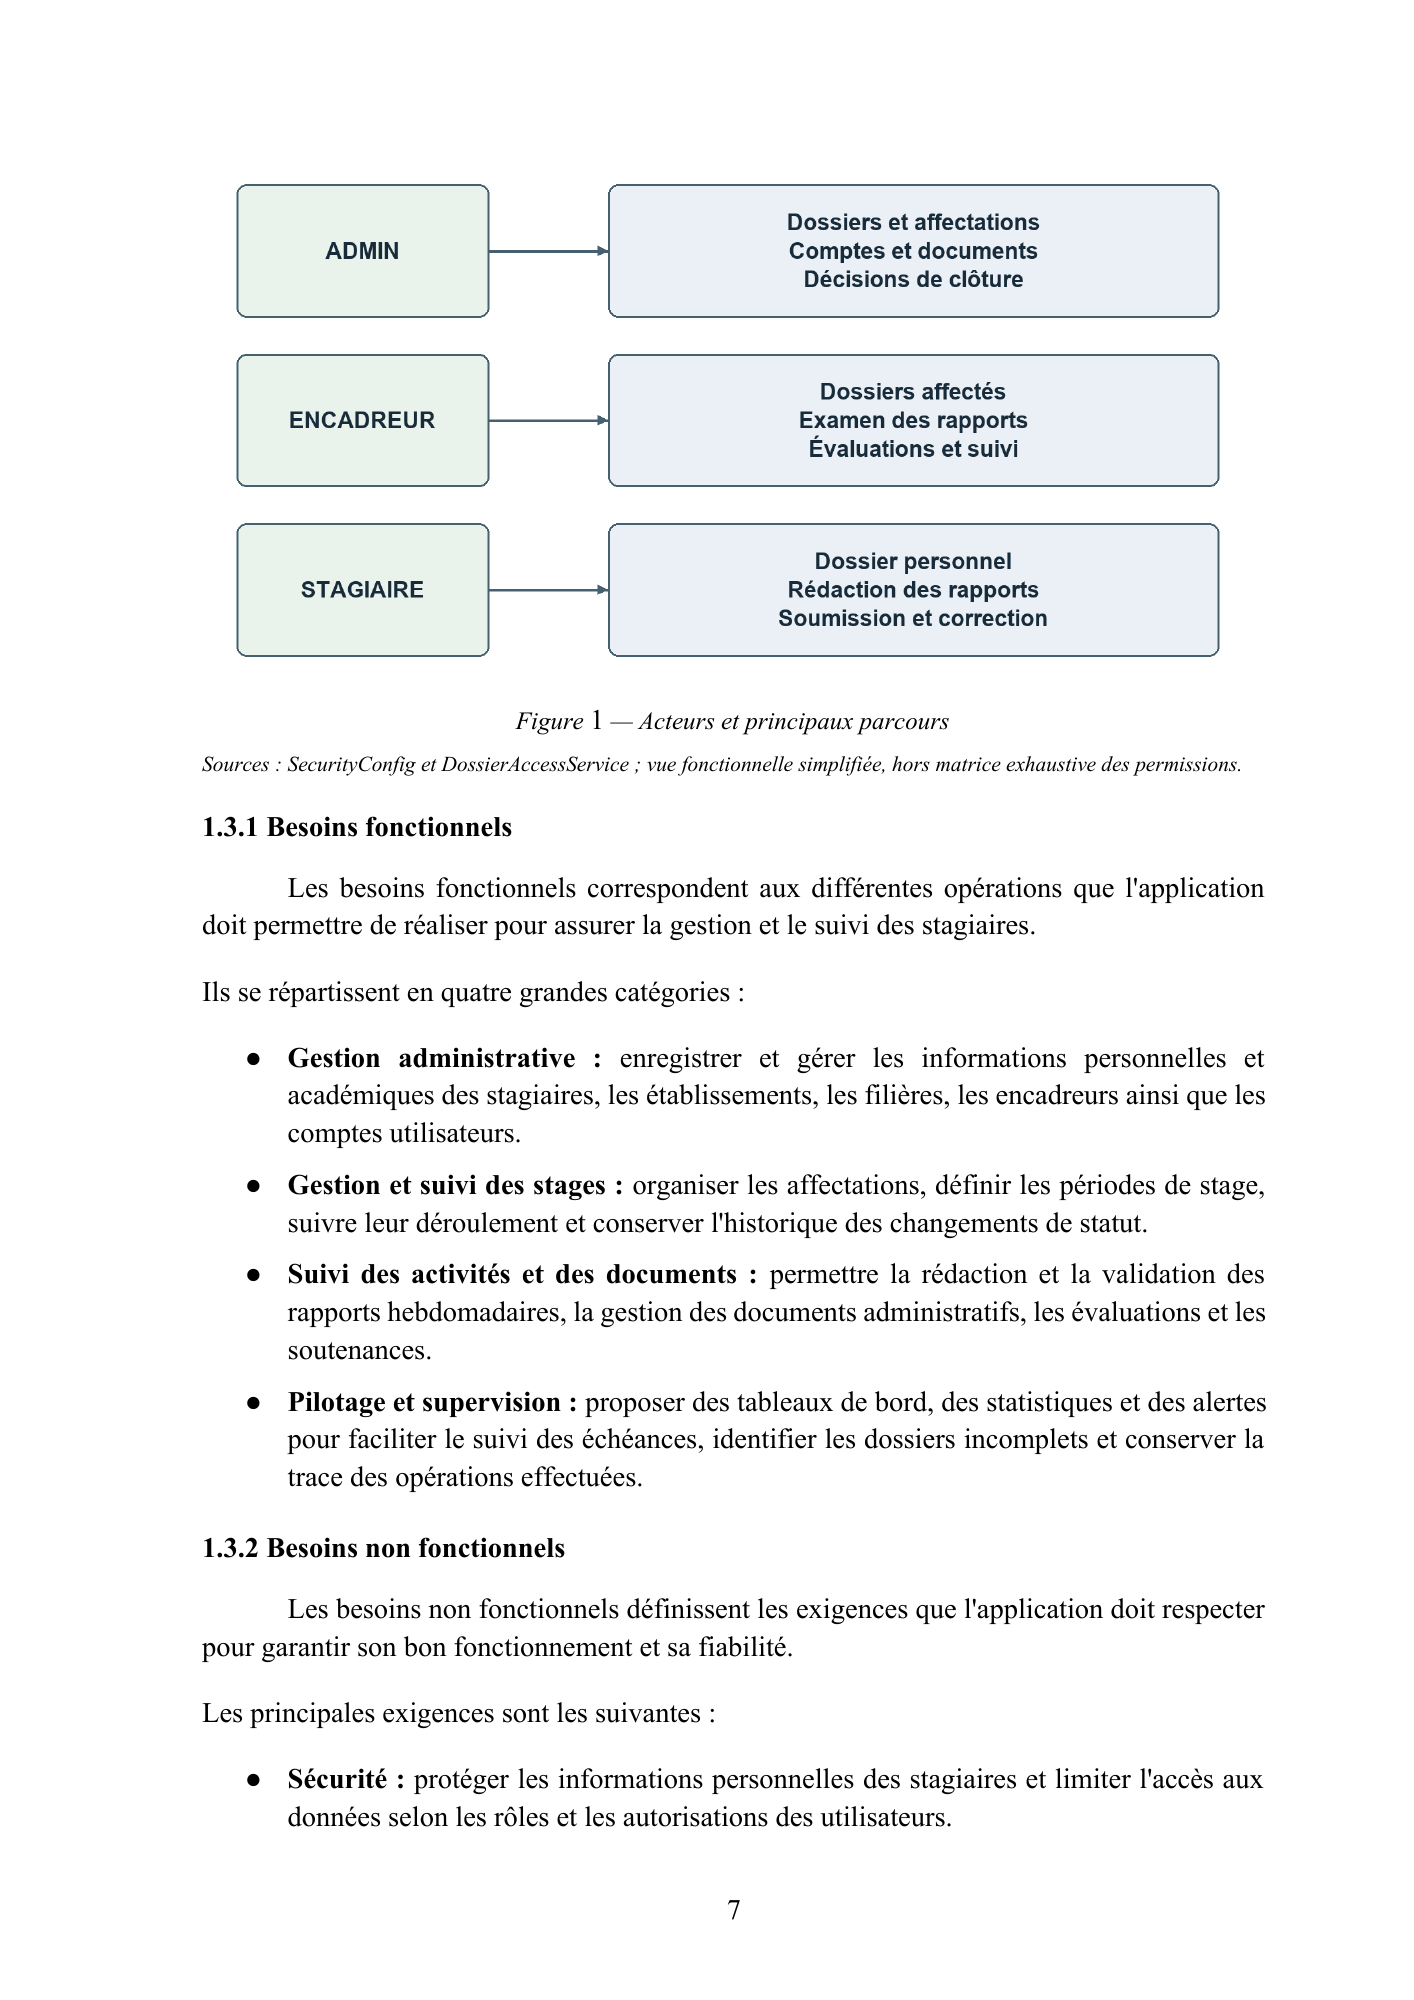 ADMIN
Dossiers et affectations
Comptes et documents
Décisions de clôture
ENCADREUR
Dossiers affectés
Examen des rapports
Évaluations et suivi
STAGIAIRE
Dossier personnel
Rédaction des rapports
Soumission et correction
Figure 1 — Acteurs et principaux parcours
Sources : SecurityConfig et DossierAccessService ; vue fonctionnelle simplifiée, hors matrice exhaustive des permissions.
1.3.1 Besoins fonctionnels
Les besoins fonctionnels correspondent aux différentes opérations que l'application
doit permettre de réaliser pour assurer la gestion et le suivi des stagiaires.
Ils se répartissent en quatre grandes catégories :
● Gestion administrative : enregistrer et gérer les informations personnelles et
académiques des stagiaires, les établissements, les filières, les encadreurs ainsi que les
comptes utilisateurs.
● Gestion et suivi des stages : organiser les affectations, définir les périodes de stage,
suivre leur déroulement et conserver l'historique des changements de statut.
● Suivi des activités et des documents : permettre la rédaction et la validation des
rapports hebdomadaires, la gestion des documents administratifs, les évaluations et les
soutenances.
● Pilotage et supervision : proposer des tableaux de bord, des statistiques et des alertes
pour faciliter le suivi des échéances, identifier les dossiers incomplets et conserver la
trace des opérations effectuées.
1.3.2 Besoins non fonctionnels
Les besoins non fonctionnels définissent les exigences que l'application doit respecter
pour garantir son bon fonctionnement et sa fiabilité.
Les principales exigences sont les suivantes :
● Sécurité : protéger les informations personnelles des stagiaires et limiter l'accès aux
données selon les rôles et les autorisations des utilisateurs.
7